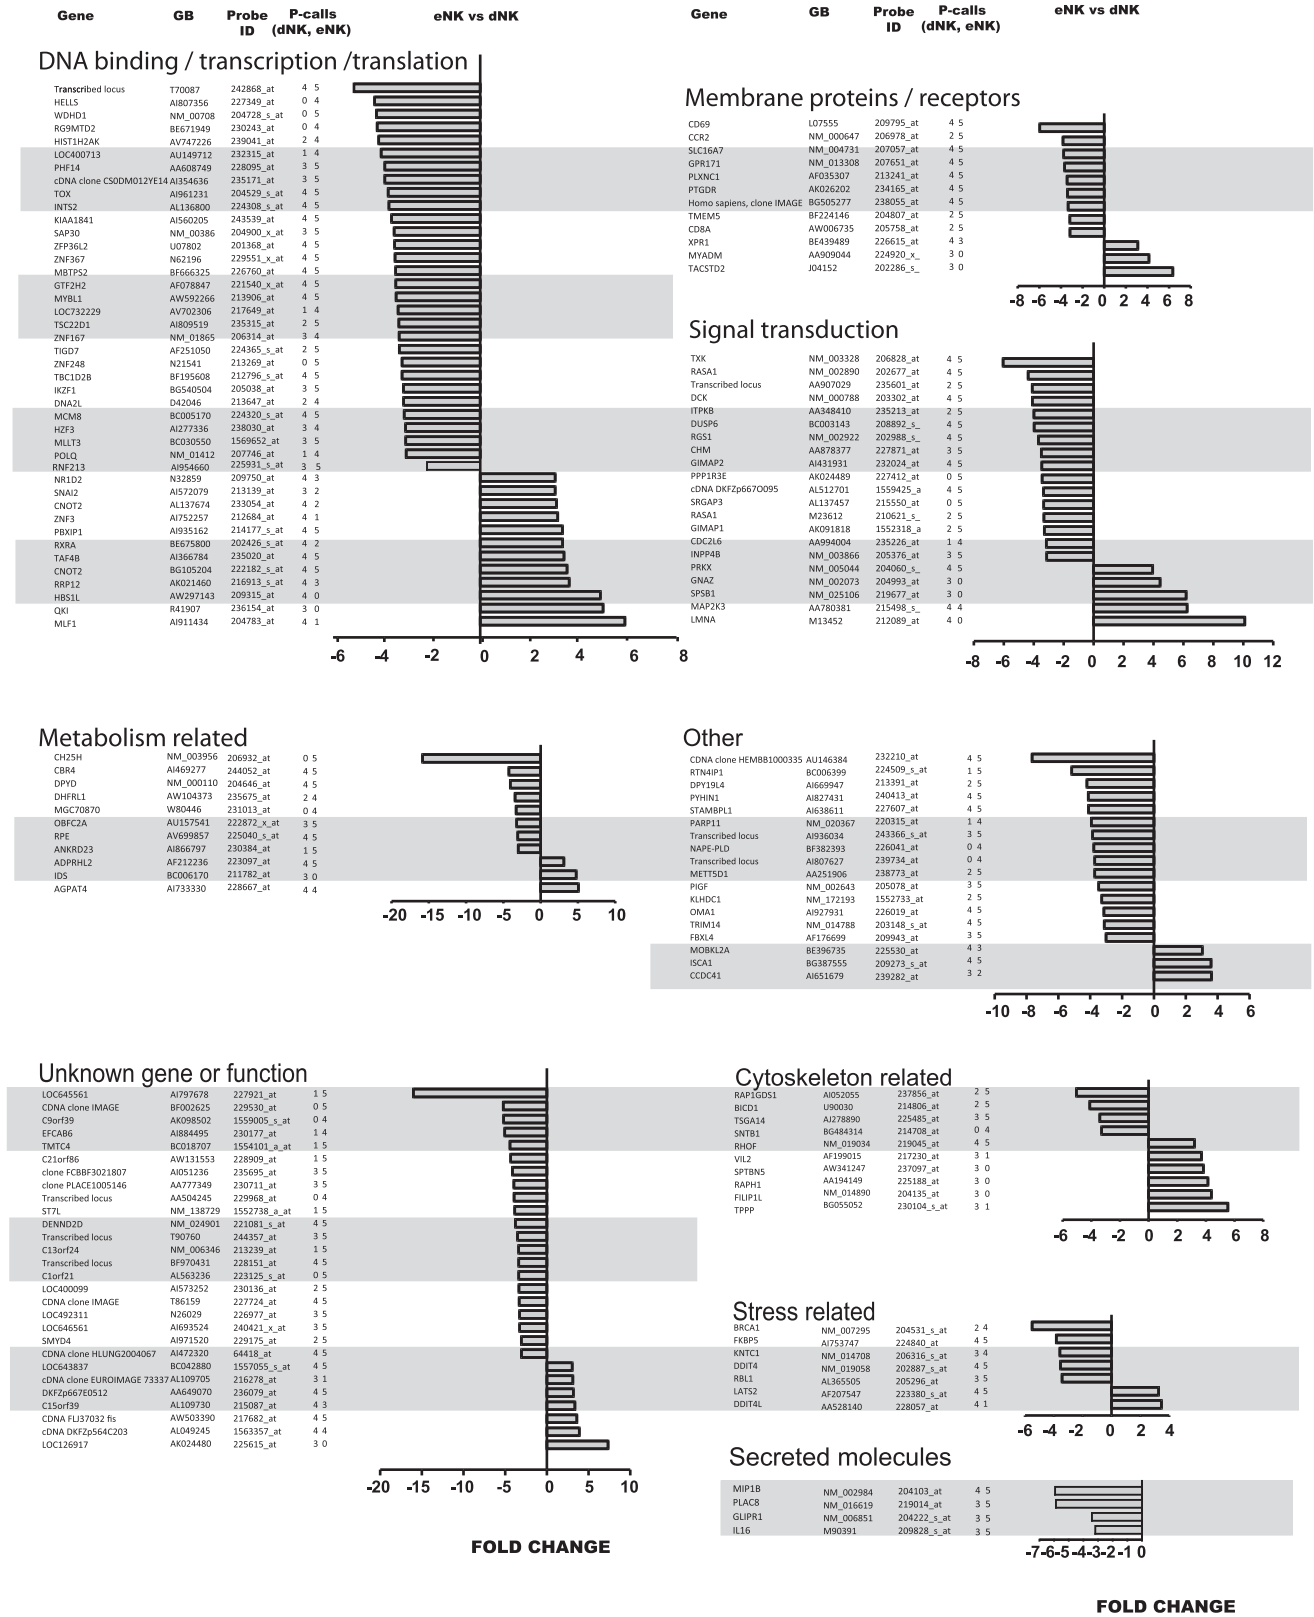 Gene GB Probe ID P-calls (dNK, eNK) eNK vs dNK
DNA binding / transcription /translation
Transcribed locus T70087 242868_at 4 5
HELLS AI807356 227349_at 0 4
WDHD1 NM_00708 204728_s_at 0 5
RG9MTD2 BE671949 230243_at 0 4
HIST1H2AK AV747226 239041_at 2 4
LOC400713 AU149712 232315_at 1 4
PHF14 AA608749 228095_at 3 5
cDNA clone CS0DM012YE14 AI354636 235171_at 3 5
TOX AI961231 204529_s_at 4 5
INTS2 AL136800 224308_s_at 4 5
KIAA1841 AI560205 243539_at 4 5
SAP30 NM_00386 204900_x_at 3 5
ZFP36L2 U07802 201368_at 4 5
ZNF367 N62196 229551_x_at 4 5
MBTPS2 BF666325 226760_at 4 5
GTF2H2 AF078847 221540_x_at 4 5
MYBL1 AW592266 213906_at 4 5
LOC732229 AV702306 217649_at 1 4
TSC22D1 AI809519 235315_at 2 5
ZNF167 NM_01865 206314_at 3 4
TIGD7 AF251050 224365_s_at 2 5
ZNF248 N21541 213269_at 0 5
TBC1D2B BF195608 212796_s_at 4 5
IKZF1 BG540504 205038_at 3 5
DNA2L D42046 213647_at 2 4
MCM8 BC005170 224320_s_at 4 5
HZF3 AI277336 238030_at 3 4
MLLT3 BC030550 1569652_at 3 5
POLQ NM_01412 207746_at 1 4
RNF213 AI954660 225931_s_at 3 5
NR1D2 N32859 209750_at 4 3
SNAI2 AI572079 213139_at 3 2
CNOT2 AL137674 233054_at 4 2
ZNF3 AI752257 212684_at 4 1
PBXIP1 AI935162 214177_s_at 4 5
RXRA BE675800 202426_s_at 4 2
TAF4B AI366784 235020_at 4 5
CNOT2 BG105204 222182_s_at 4 5
RRP12 AK021460 216913_s_at 4 3
HBS1L AW297143 209315_at 4 0
QKI R41907 236154_at 3 0
MLF1 AI911434 204783_at 4 1
-6 -4 -2 0 2 4 6 8
Gene GB Probe ID P-calls (dNK, eNK) eNK vs dNK
Membrane proteins / receptors
CD69 L07555 209795_at 4 5
CCR2 NM_000647 206978_at 2 5
SLC16A7 NM_004731 207057_at 4 5
GPR171 NM_013308 207651_at 4 5
PLXNC1 AF035307 213241_at 4 5
PTGDR AK026202 234165_at 4 5
Homo sapiens, clone IMAGE BG505277 238055_at 4 5
TMEM5 BF224146 204807_at 2 5
CD8A AW006735 205758_at 2 5
XPR1 BE439489 226615_at 4 3
MYADM AA909044 224920_x_ 3 0
TACSTD2 J04152 202286_s_ 3 0
-8 -6 -4 -2 0 2 4 6 8
Signal transduction
TXK NM_003328 206828_at 4 5
RASA1 NM_002890 202677_at 4 5
Transcribed locus AA907029 235601_at 2 5
DCK NM_000788 203302_at 4 5
ITPKB AA348410 235213_at 2 5
DUSP6 BC003143 208892_s_ 4 5
RGS1 NM_002922 202988_s_ 4 5
CHM AA878377 227871_at 3 5
GIMAP2 AI431931 232024_at 4 5
PPP1R3E AK024489 227412_at 0 5
cDNA DKFZp667O095 AL512701 1559425_a 4 5
SRGAP3 AL137457 215550_at 0 5
RASA1 M23612 210621_s_ 2 5
GIMAP1 AK091818 1552318_a 2 5
CDC2L6 AA994004 235226_at 1 4
INPP4B NM_003866 205376_at 3 5
PRKX NM_005044 204060_s_ 4 5
GNAZ NM_002073 204993_at 3 0
SPSB1 NM_025106 219677_at 3 0
MAP2K3 AA780381 215498_s_ 4 4
LMNA M13452 212089_at 4 0
-8 -6 -4 -2 0 2 4 6 8 10 12
Metabolism related
CH25H NM_003956 206932_at 0 5
CBR4 AI469277 244052_at 4 5
DPYD NM_000110 204646_at 4 5
DHFRL1 AW104373 235675_at 2 4
MGC70870 W80446 231013_at 0 4
OBFC2A AU157541 222872_x_at 3 5
RPE AV699857 225040_s_at 4 5
ANKRD23 AI866797 230384_at 1 5
ADPRHL2 AF212236 223097_at 4 5
IDS BC006170 211782_at 3 0
AGPAT4 AI733330 228667_at 4 4
-20 -15 -10 -5 0 5 10
Other
CDNA clone HEMBB1000335 AU146384 232210_at 4 5
RTN4IP1 BC006399 224509_s_at 1 5
DPY19L4 AI669947 213391_at 2 5
PYHIN1 AI827431 240413_at 4 5
STAMBPL1 AI638611 227607_at 4 5
PARP11 NM_020367 220315_at 1 4
Transcribed locus AI936034 243366_s_at 3 5
NAPE-PLD BF382393 226041_at 0 4
Transcribed locus AI807627 239734_at 0 4
METT5D1 AA251906 238773_at 2 5
PIGF NM_002643 205078_at 3 5
KLHDC1 NM_172193 1552733_at 2 5
OMA1 AI927931 226019_at 4 5
TRIM14 NM_014788 203148_s_at 4 5
FBXL4 AF176699 209943_at 3 5
MOBKL2A BE396735 225530_at 4 3
ISCA1 BG387555 209273_s_at 4 5
CCDC41 AI651679 239282_at 3 2
-10 -8 -6 -4 -2 0 2 4 6
Unknown gene or function
LOC645561 AI797678 227921_at 1 5
CDNA clone IMAGE BF002625 229530_at 0 5
C9orf39 AK098502 1559005_s_at 0 4
EFCAB6 AI884495 230177_at 1 4
TMTC4 BC018707 1554101_a_at 1 5
C21orf86 AW131553 228909_at 1 5
clone FCBBF3021807 AI051236 235695_at 3 5
clone PLACE1005146 AA777349 230711_at 3 5
Transcribed locus AA504245 229968_at 0 4
ST7L NM_138729 1552738_a_at 1 5
DENND2D NM_024901 221081_s_at 4 5
Transcribed locus T90760 244357_at 3 5
C13orf24 NM_006346 213239_at 1 5
Transcribed locus BF970431 228151_at 4 5
C1orf21 AL563236 223125_s_at 0 5
LOC400099 AI573252 230136_at 2 5
CDNA clone IMAGE T86159 227724_at 4 5
LOC492311 N26029 226977_at 3 5
LOC646561 AI693524 240421_x_at 3 5
SMYD4 AI971520 229175_at 2 5
CDNA clone HLUNG2004067 AI472320 64418_at 4 5
LOC643837 BC042880 1557055_s_at 4 5
cDNA clone EUROIMAGE 73337 AL109705 216278_at 3 1
DKFZp667E0512 AA649070 236079_at 4 5
C15orf39 AL109730 215087_at 4 3
CDNA FLJ37032 fis AW503390 217682_at 4 5
cDNA DKFZp564C203 AL049245 1563357_at 4 4
LOC126917 AK024480 225615_at 3 0
-20 -15 -10 -5 0 5 10
FOLD CHANGE
Cytoskeleton related
RAP1GDS1 AI052055 237856_at 2 5
BICD1 U90030 214806_at 2 5
TSGA14 AJ278890 225485_at 3 5
SNTB1 BG484314 214708_at 0 4
RHOF NM_019034 219045_at 4 5
VIL2 AF199015 217230_at 3 1
SPTBN5 AW341247 237097_at 3 0
RAPH1 AA194149 225188_at 3 0
FILIP1L NM_014890 204135_at 3 0
TPPP BG055052 230104_s_at 3 1
-6 -4 -2 0 2 4 6 8
Stress related
BRCA1 NM_007295 204531_s_at 2 4
FKBP5 AI753747 224840_at 4 5
KNTC1 NM_014708 206316_s_at 3 4
DDIT4 NM_019058 202887_s_at 4 5
RBL1 AL365505 205296_at 3 5
LATS2 AF207547 223380_s_at 4 5
DDIT4L AA528140 228057_at 4 1
-6 -4 -2 0 2 4
Secreted molecules
MIP1B NM_002984 204103_at 4 5
PLAC8 NM_016619 219014_at 3 5
GLIPR1 NM_006851 204222_s_at 3 5
IL16 M90391 209828_s_at 3 5
-7-6-5-4-3-2-1 0
FOLD CHANGE